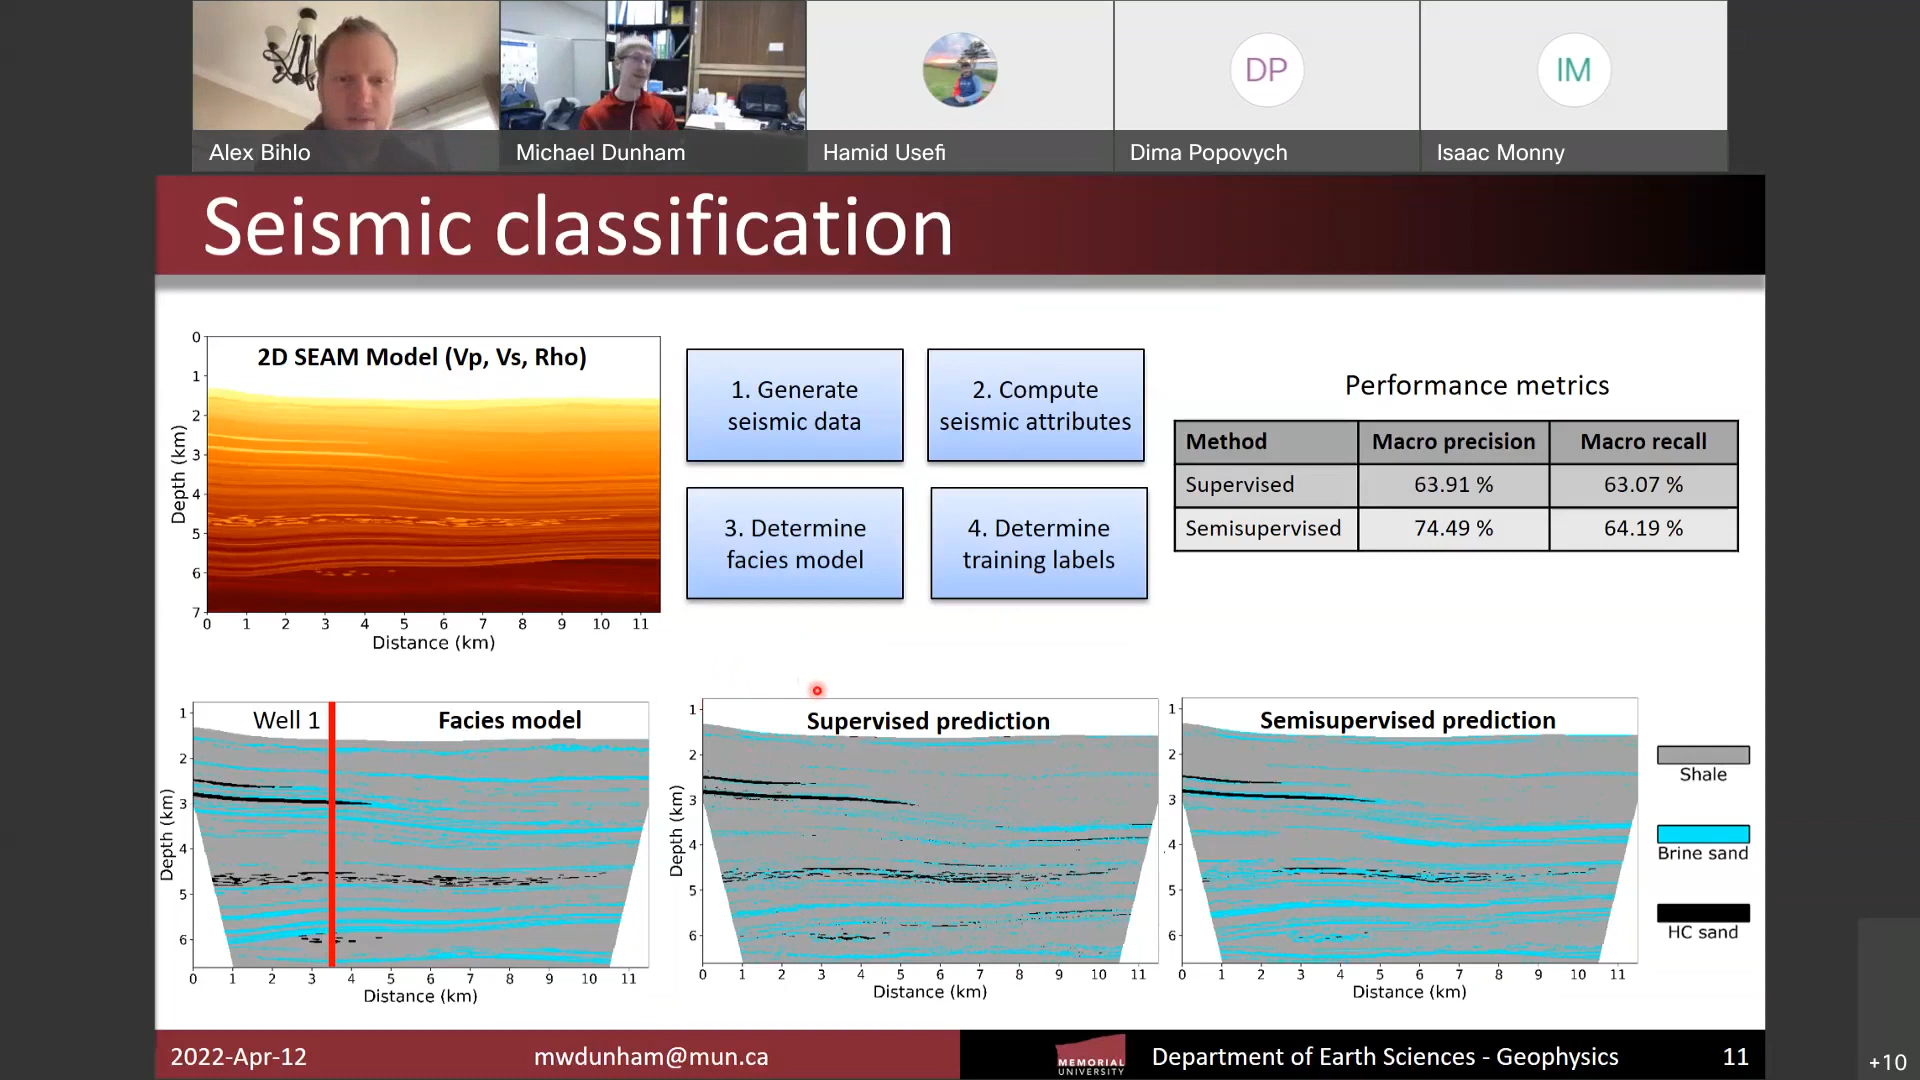 DP
IM
Alex Bihlo
Michael Dunham
Hamid Usefi
Dima Popovych
Isaac Monny
Seismic classification
2D SEAM Model (Vp, Vs, Rho)
0
1
2
3
4
5
6
7
Depth (km)
0 1 2 3 4 5 6 7 8 9 10 11
Distance (km)
1. Generate
seismic data
2. Compute
seismic attributes
3. Determine
facies model
4. Determine
training labels
Performance metrics
Method Macro precision Macro recall
Supervised 63.91 % 63.07 %
Semisupervised 74.49 % 64.19 %
Well 1 Facies model
1
2
3
4
5
6
Depth (km)
0 1 2 3 4 5 6 7 8 9 10 11
Distance (km)
Supervised prediction
1
2
3
4
5
6
Depth (km)
0 1 2 3 4 5 6 7 8 9 10 11
Distance (km)
Semisupervised prediction
1
2
3
4
5
6
0 1 2 3 4 5 6 7 8 9 10 11
Distance (km)
Shale
Brine sand
HC sand
2022-Apr-12
mwdunham@mun.ca
MEMORIAL
UNIVERSITY
Department of Earth Sciences - Geophysics
11
+10